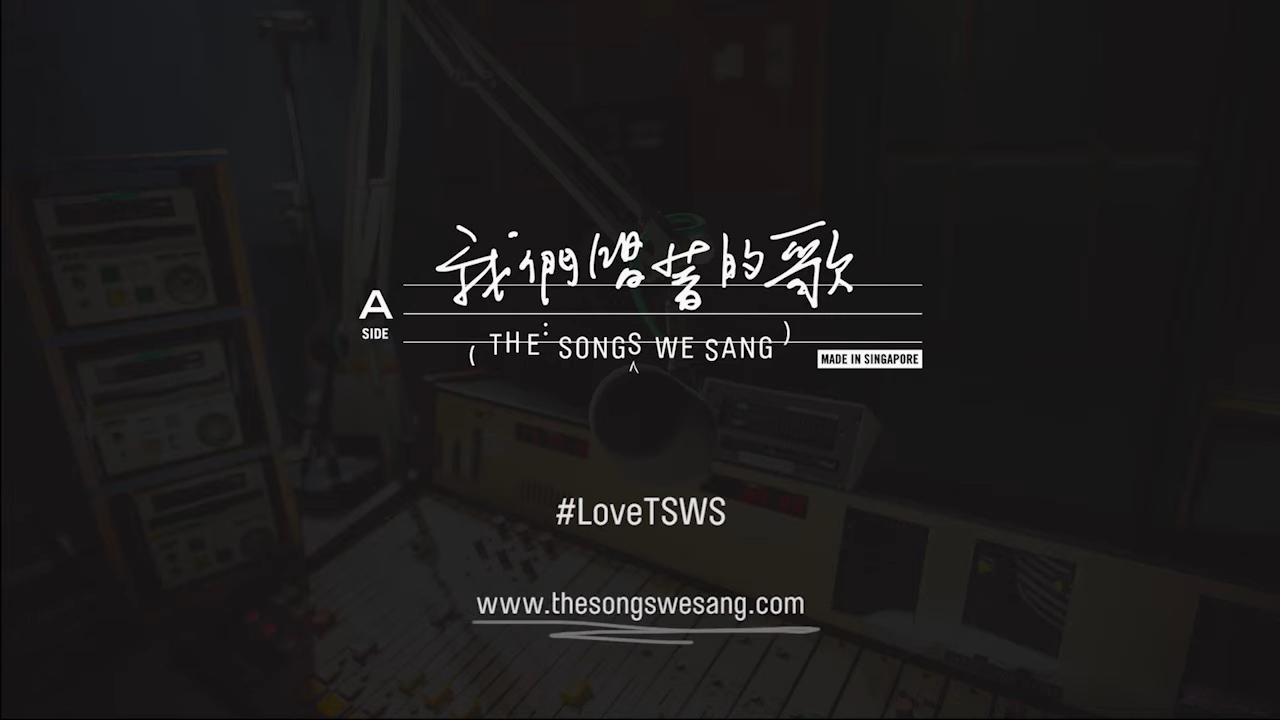 我們唱著的歌
A
SIDE
(THE: SONGS WE SANG)
MADE IN SINGAPORE
#LoveTSWS
www.thesongswesang.com